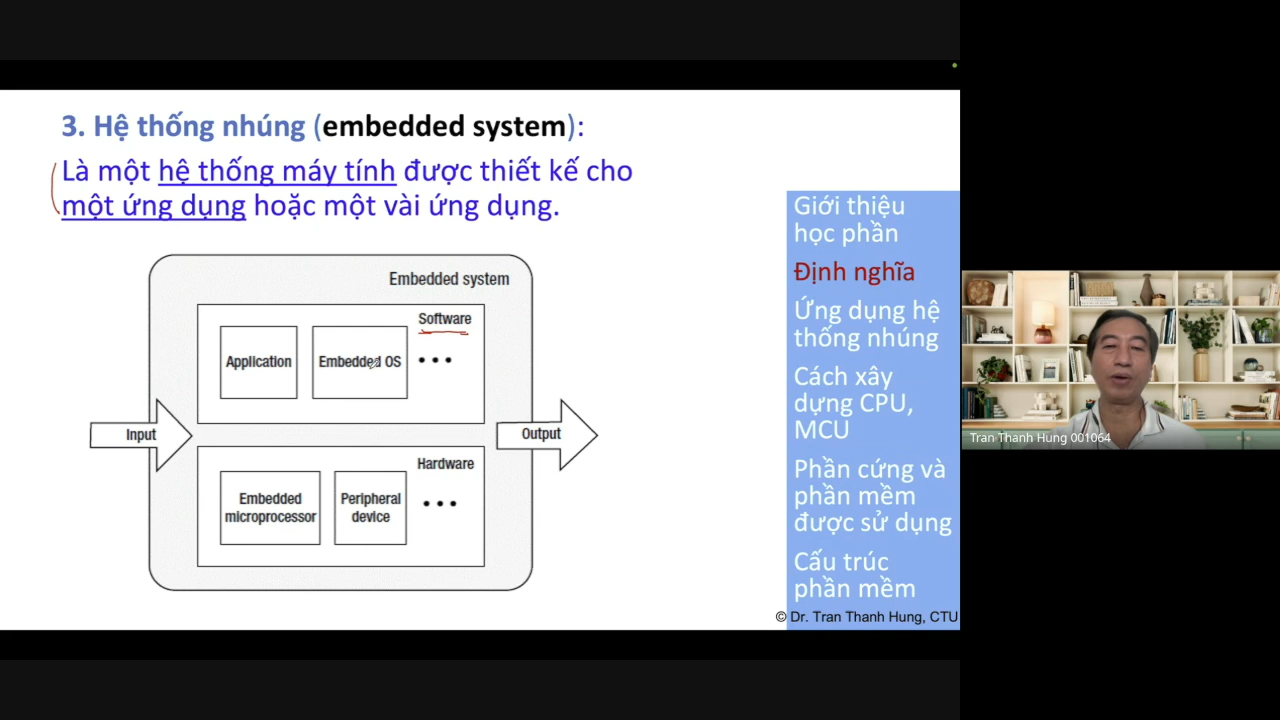 3. Hệ thống nhúng (embedded system):
Là một hệ thống máy tính được thiết kế cho
một ứng dụng hoặc một vài ứng dụng.
Embedded system
Software
Application
Embedded OS
Input
Output
Hardware
Embedded
microprocessor
Peripheral
device
Giới thiệu
học phần
Định nghĩa
Ứng dụng hệ
thống nhúng
Cách xây
dựng CPU,
MCU
Phần cứng và
phần mềm
được sử dụng
Cấu trúc
phần mềm
© Dr. Tran Thanh Hung, CTU
Tran Thanh Hung 001064